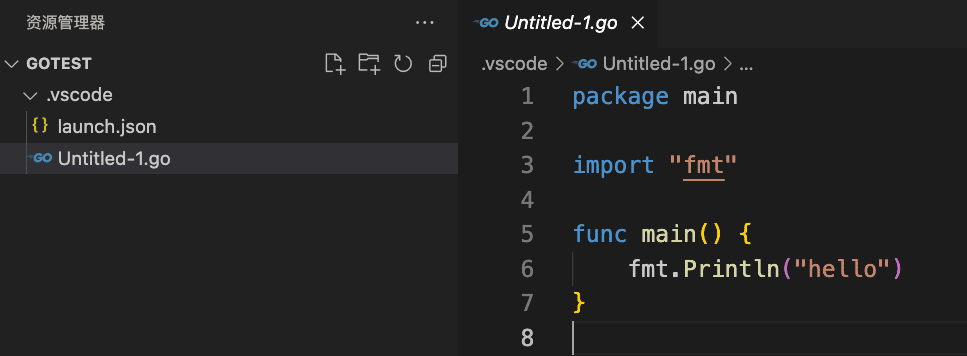 资源管理器 ...
GOTEST
.vscode
{} launch.json
GO Untitled-1.go
GO Untitled-1.go ×
.vscode > GO Untitled-1.go > ...
1 package main
2
3 import "fmt"
4
5 func main() {
6 fmt.Println("hello")
7 }
8